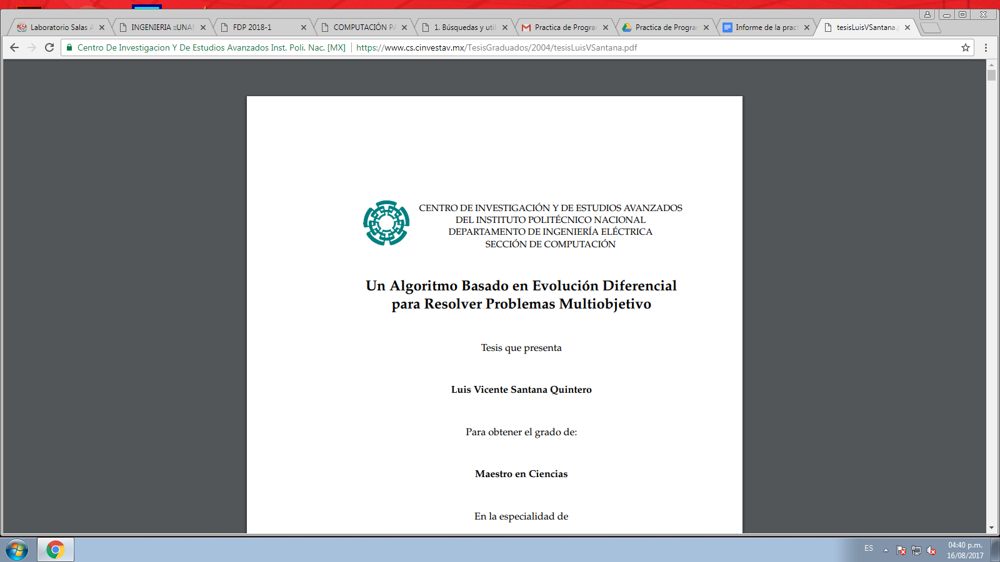 Laboratorio Salas A
INGENIERIA ::UNAM
FDP 2018-1
COMPUTACIÓN PA
1. Búsquedas y utili
Practica de Program
Practica de Program
Informe de la pract
tesisLuisVSantana.p
Centro De Investigacion Y De Estudios Avanzados Inst. Poli. Nac. [MX]
https://www.cs.cinvestav.mx/TesisGraduados/2004/tesisLuisVSantana.pdf
CENTRO DE INVESTIGACIÓN Y DE ESTUDIOS AVANZADOS
DEL INSTITUTO POLITÉCNICO NACIONAL
DEPARTAMENTO DE INGENIERÍA ELÉCTRICA
SECCIÓN DE COMPUTACIÓN
Un Algoritmo Basado en Evolución Diferencial
para Resolver Problemas Multiobjetivo
Tesis que presenta
Luis Vicente Santana Quintero
Para obtener el grado de:
Maestro en Ciencias
En la especialidad de
ES
04:40 p.m.
16/08/2017